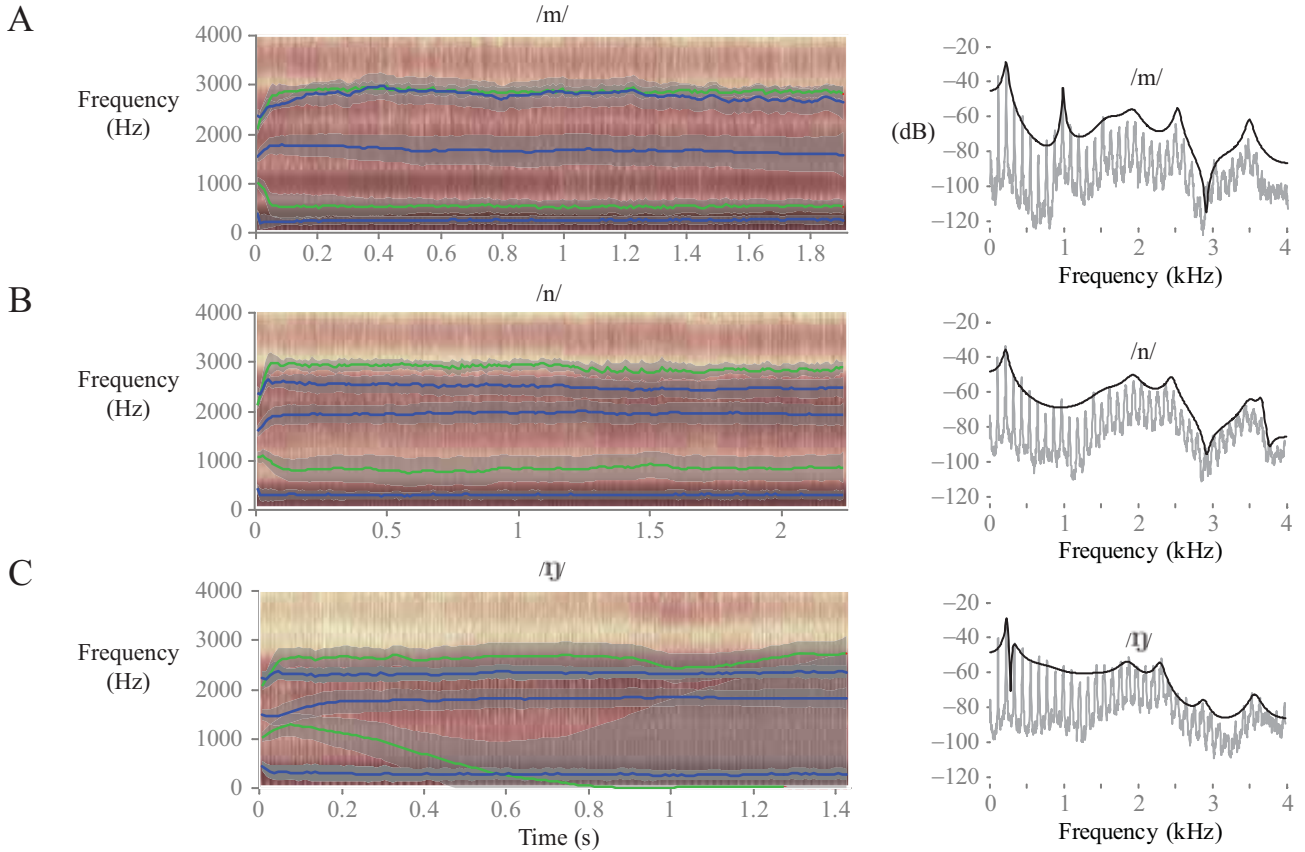 A
/m/
4000
3000
2000
1000
0
Frequency
(Hz)
0 0.2 0.4 0.6 0.8 1 1.2 1.4 1.6 1.8
–20
–40
–60
–80
–100
–120
(dB)
/m/
0 1 2 3 4
Frequency (kHz)
B
/n/
4000
3000
2000
1000
0
Frequency
(Hz)
0 0.5 1 1.5 2
–20
–40
–60
–80
–100
–120
/n/
0 1 2 3 4
Frequency (kHz)
C
/ŋ/
4000
3000
2000
1000
0
Frequency
(Hz)
0 0.2 0.4 0.6 0.8 1 1.2 1.4
Time (s)
–20
–40
–60
–80
–100
–120
/ŋ/
0 1 2 3 4
Frequency (kHz)